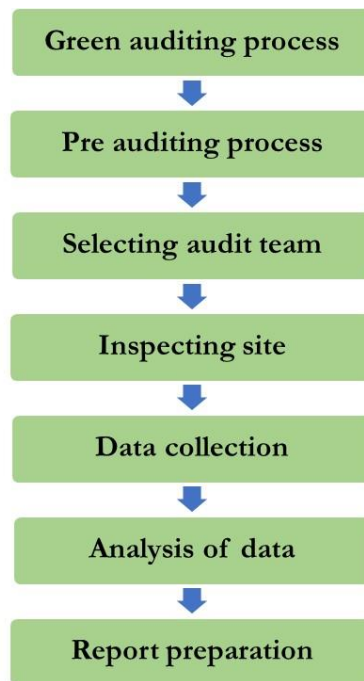 Green auditing process
Pre auditing process
Selecting audit team
Inspecting site
Data collection
Analysis of data
Report preparation